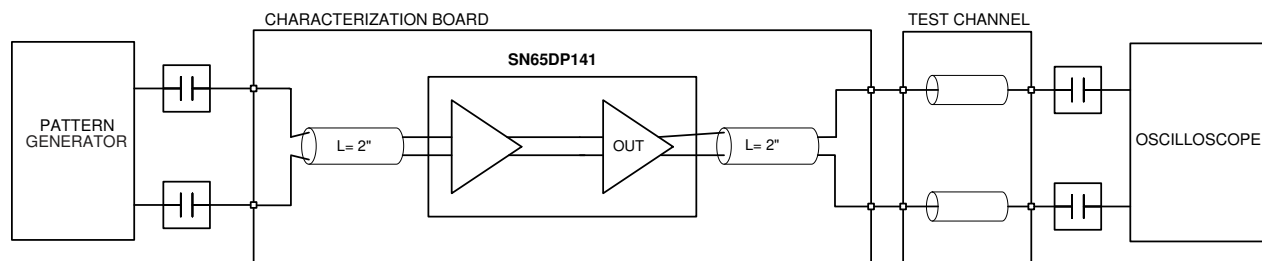 CHARACTERIZATION BOARD
TEST CHANNEL
SN65DP141
PATTERN
GENERATOR
L= 2"
OUT
L= 2"
OSCILLOSCOPE